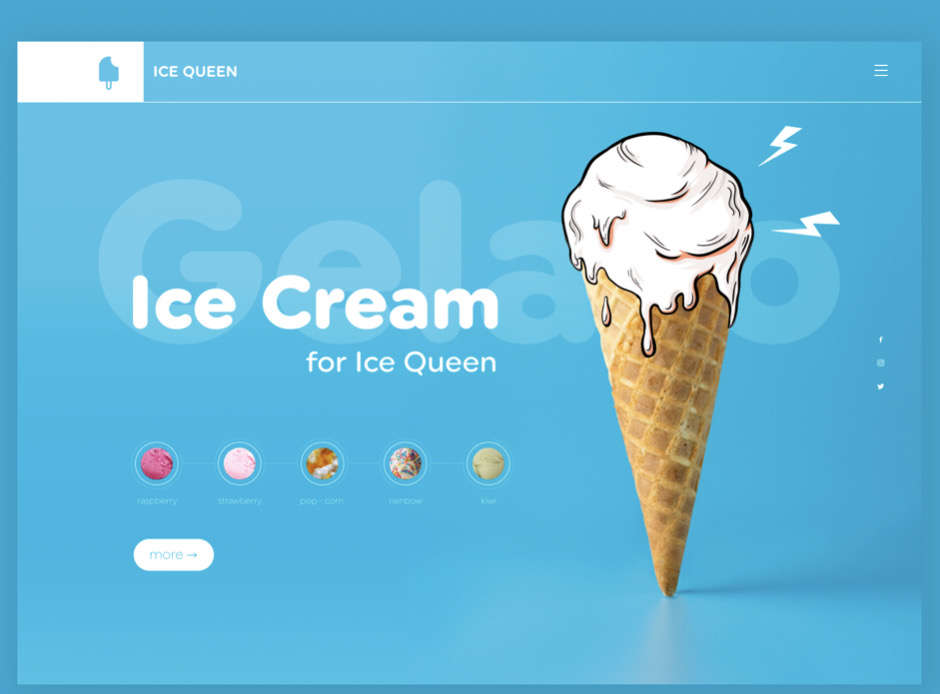 ICE QUEEN
Gelato
Ice Cream
for Ice Queen
raspberry
strawberry
pop - corn
rainbow
kiwi
more →